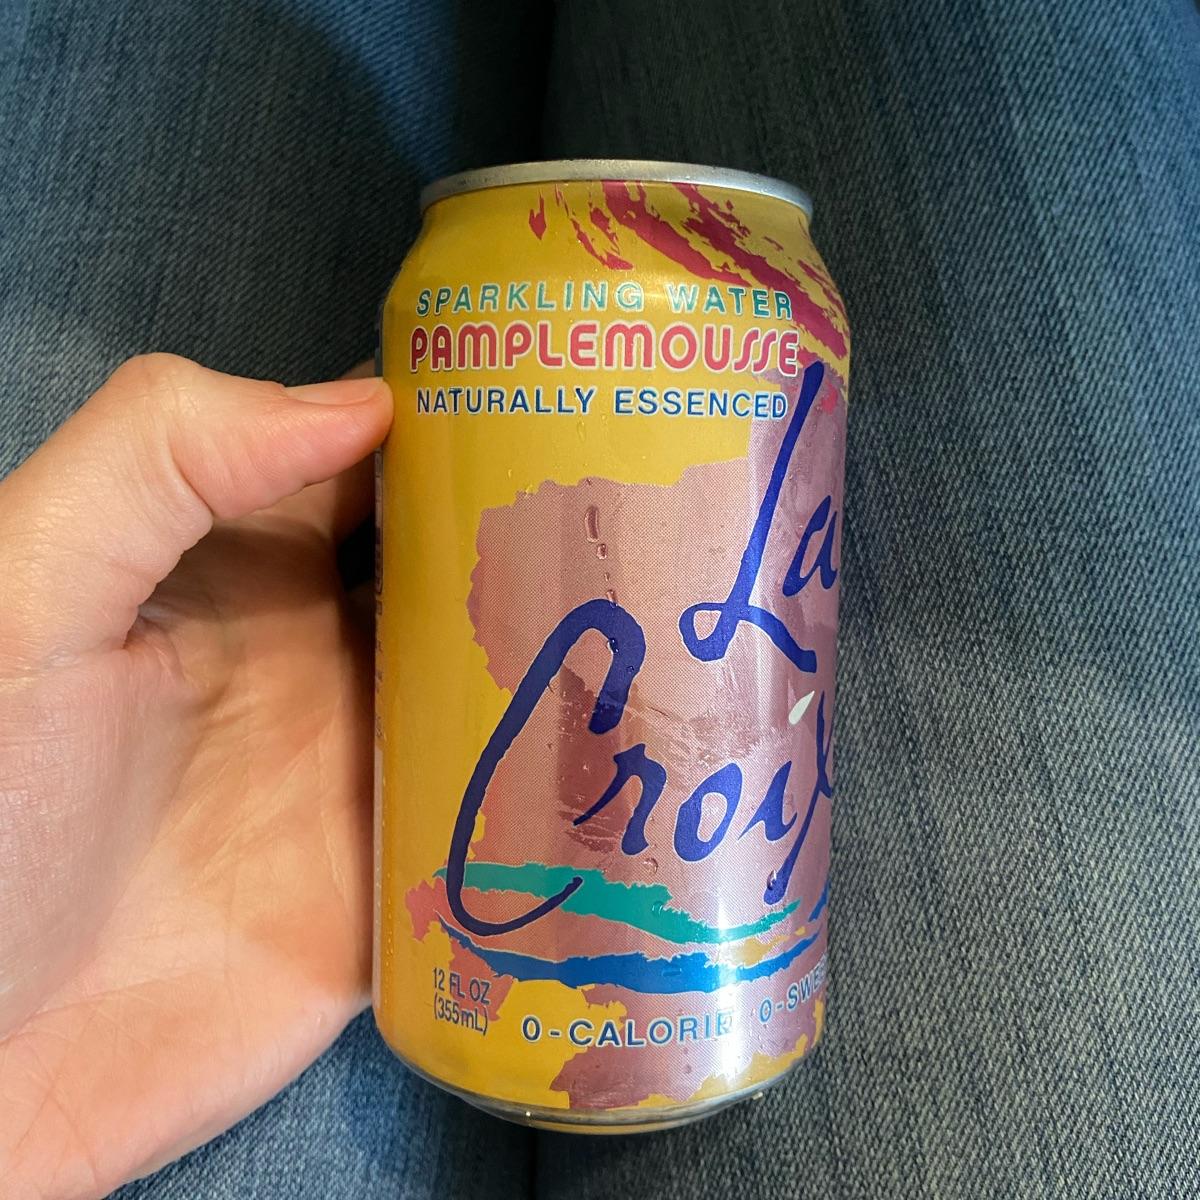 SPARKLING WATER
PAMPLEMOUSSE
NATURALLY ESSENCED
La
Croix
12 FL OZ
(355mL)
0-CALORIE